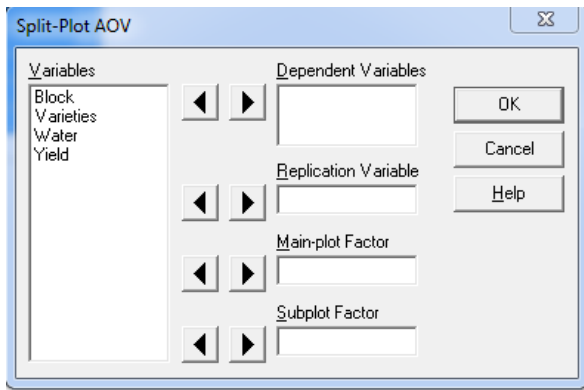 Split-Plot AOV
Variables
Block
Varieties
Water
Yield
Dependent Variables
Replication Variable
Main-plot Factor
Subplot Factor
OK
Cancel
Help